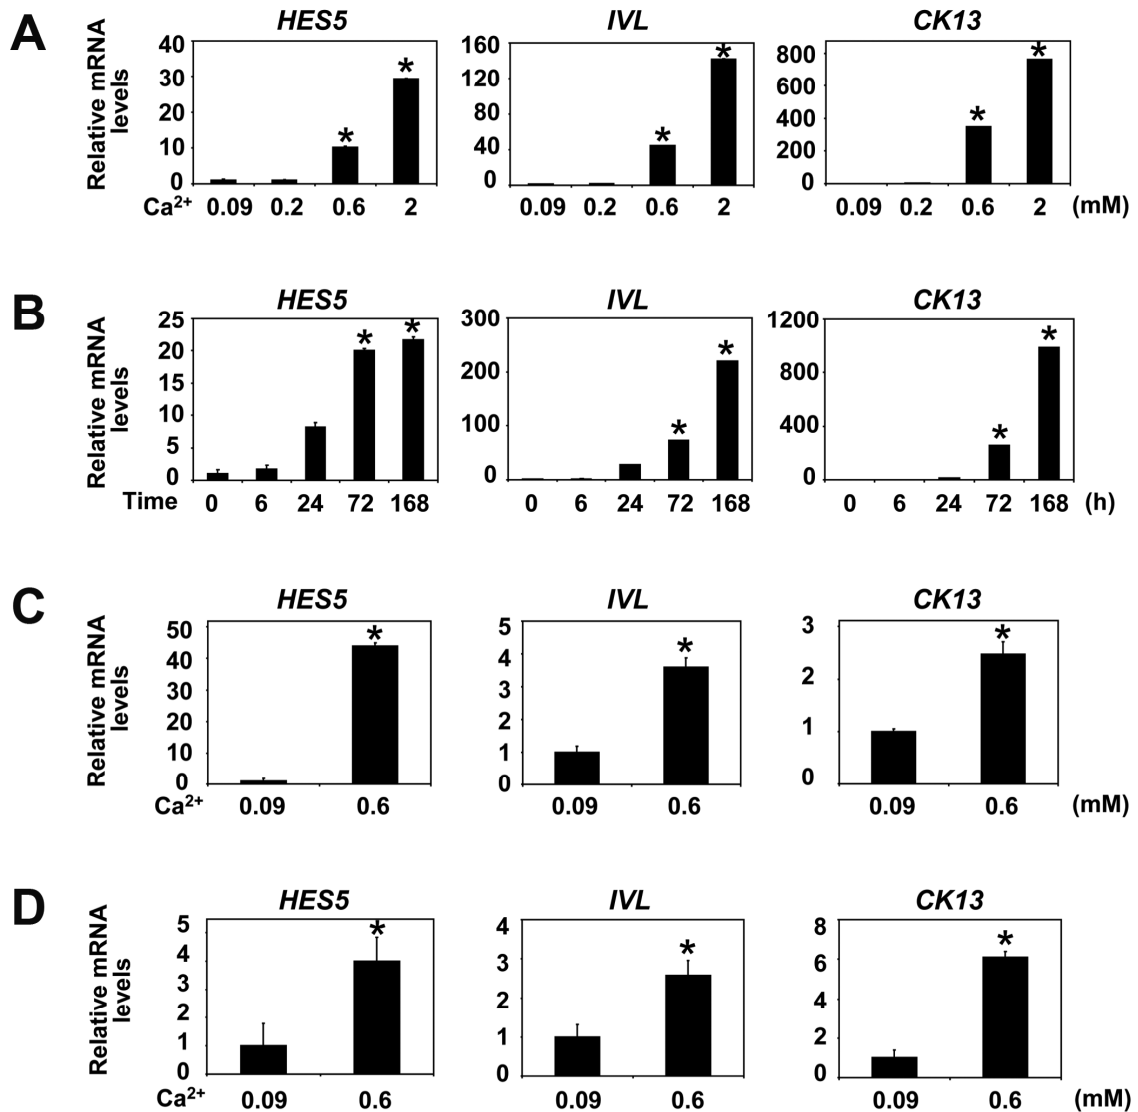 A
HES5 IVL CK13
Relative mRNA
levels
40
30
20
10
0
160
120
80
40
0
800
600
400
200
0
* * * * * *
Ca2+ 0.09 0.2 0.6 2 0.09 0.2 0.6 2 0.09 0.2 0.6 2 (mM)
B
HES5 IVL CK13
Relative mRNA
levels
25
20
15
10
5
0
300
200
100
0
1200
800
400
0
* * * * * *
Time 0 6 24 72 168 0 6 24 72 168 0 6 24 72 168 (h)
C
HES5 IVL CK13
Relative mRNA
levels
50
40
30
20
10
0
5
4
3
2
1
0
3
2
1
0
* * *
Ca2+ 0.09 0.6 0.09 0.6 0.09 0.6 (mM)
D
HES5 IVL CK13
Relative mRNA
levels
5
4
3
2
1
0
4
3
2
1
0
8
6
4
2
0
* * *
Ca2+ 0.09 0.6 0.09 0.6 0.09 0.6 (mM)